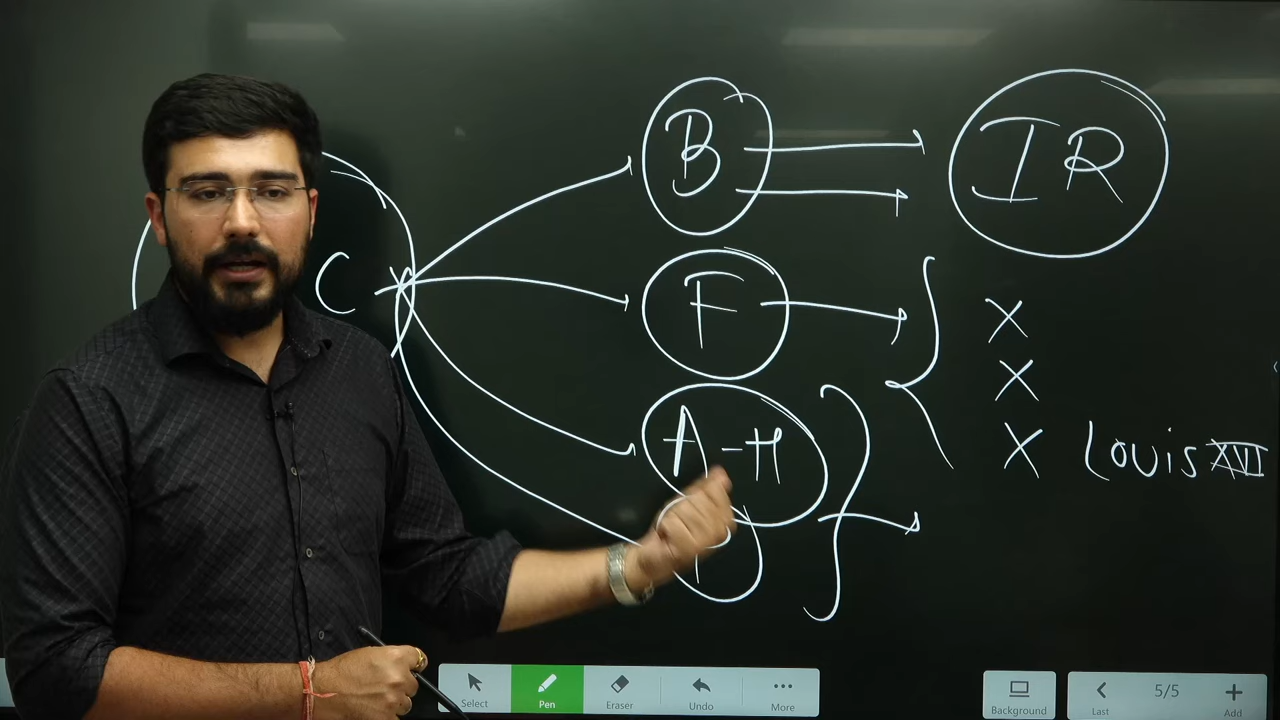 B
IR
C
F
X
X
A-H
X Louis XVI
Select
Pen
Eraser
Undo
More
Background
Last
5/5
Add